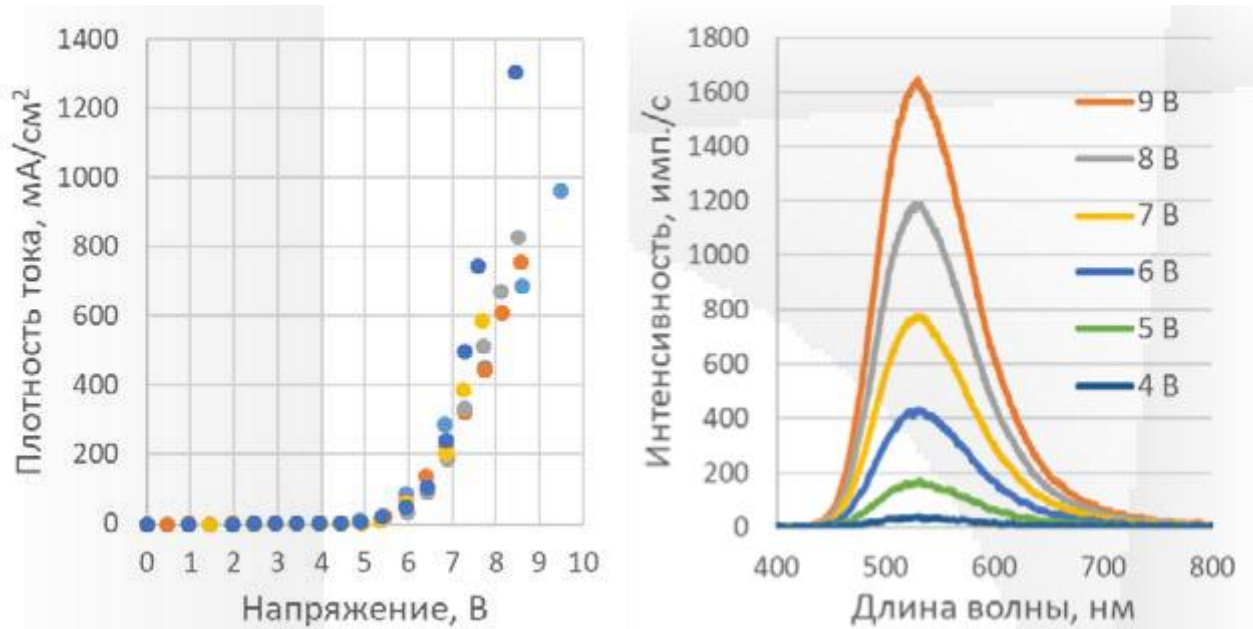 Плотность тока, мА/см²
1400
1200
1000
800
600
400
200
0
0 1 2 3 4 5 6 7 8 9 10
Напряжение, В
Интенсивность, имп./с
1800
1600
1400
1200
1000
800
600
400
200
0
400 500 600 700 800
Длина волны, нм
9 В
8 В
7 В
6 В
5 В
4 В